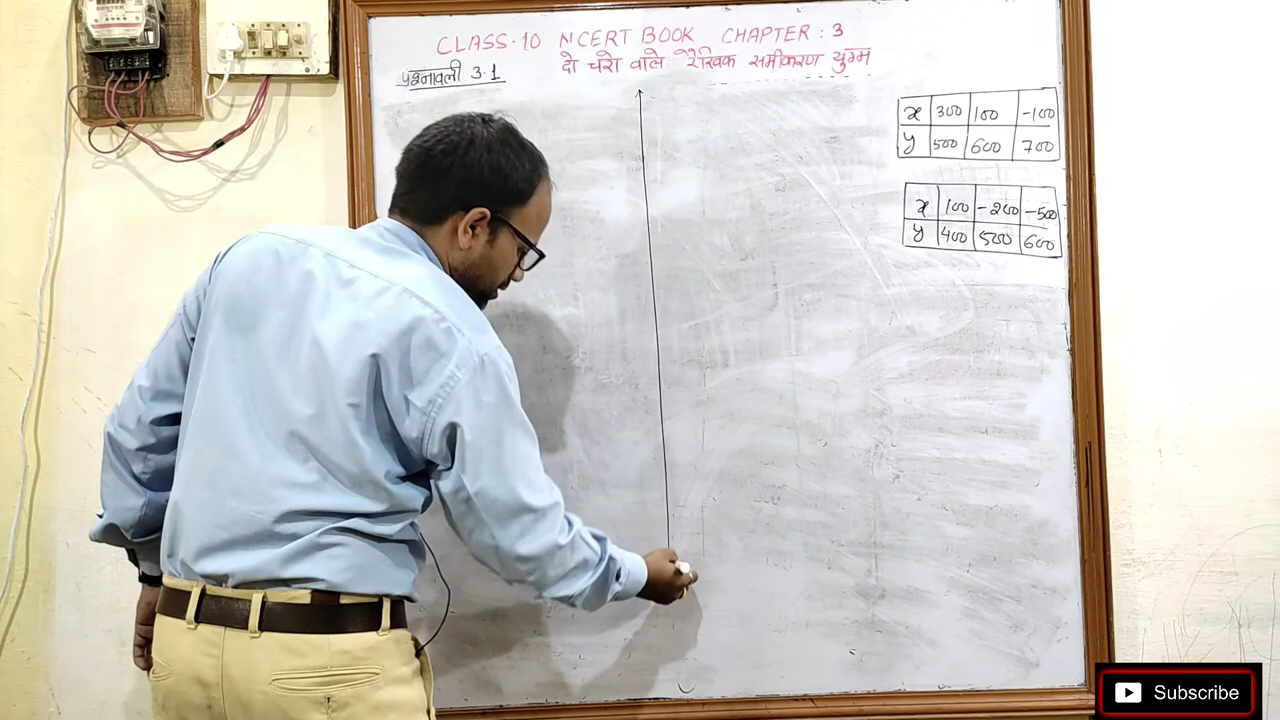 CLASS-10 NCERT BOOK CHAPTER: 3
दो चरो वाले रैखिक समीकरण युग्म
प्रश्नावली 3.1
x 300 100 -100
y 500 600 700
x 100 -200 -500
y 400 500 600
Subscribe